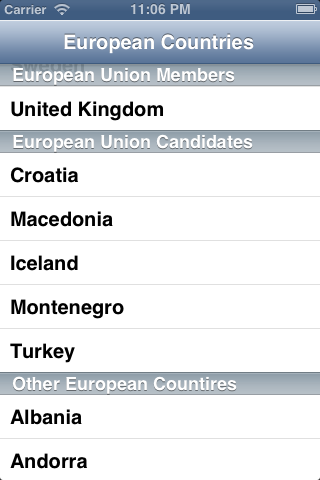 Carrier 11:06 PM
European Countries
Sweden
European Union Members
United Kingdom
European Union Candidates
Croatia
Macedonia
Iceland
Montenegro
Turkey
Other European Countires
Albania
Andorra